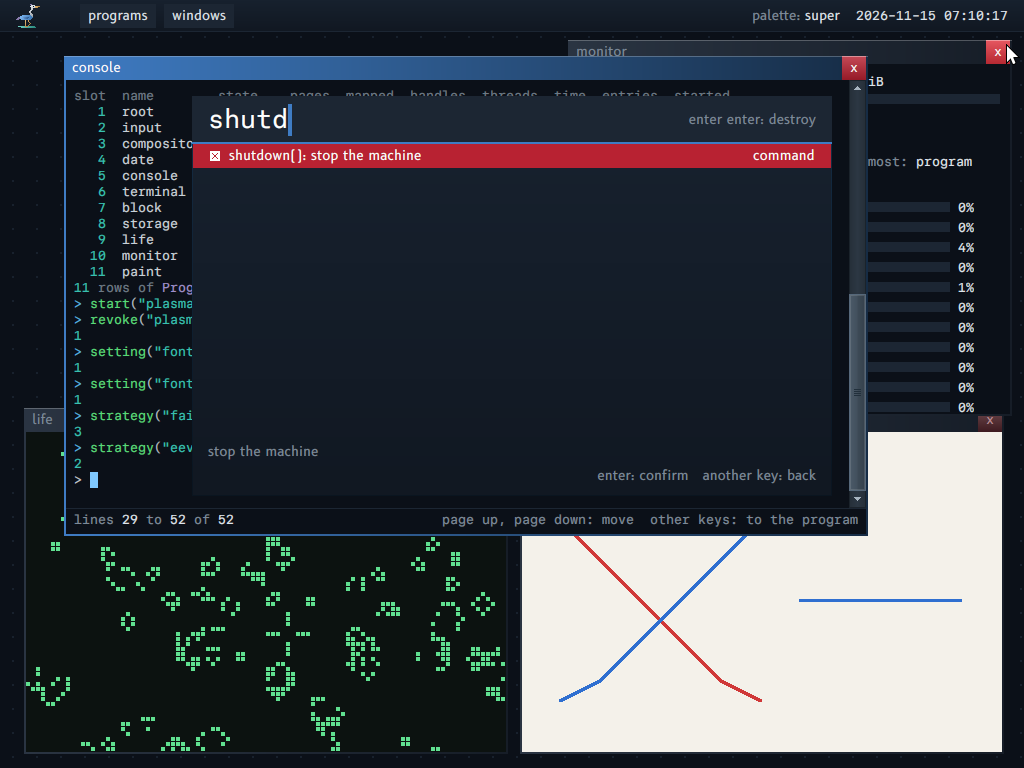 programs windows palette: super 2026-11-15 07:10:17
monitor x
console x
iB
slot name state pages mapped handles threads time entries started
shutd enter enter: destroy
1 root
2 input
3 composito
shutdown[]: stop the machine command
most: program
4 date
5 console
6 terminal
7 block
8 storage
9 life
10 monitor
11 paint
11 rows of Prog
0%
0%
4%
0%
1%
0%
0%
0%
0%
0%
0%
> start("plasma
> revoke("plasm
1
> setting("font
1
> setting("font
1
> strategy("fai
3
> strategy("eev
2
>
stop the machine
enter: confirm another key: back
lines 29 to 52 of 52 page up, page down: move other keys: to the program
life x